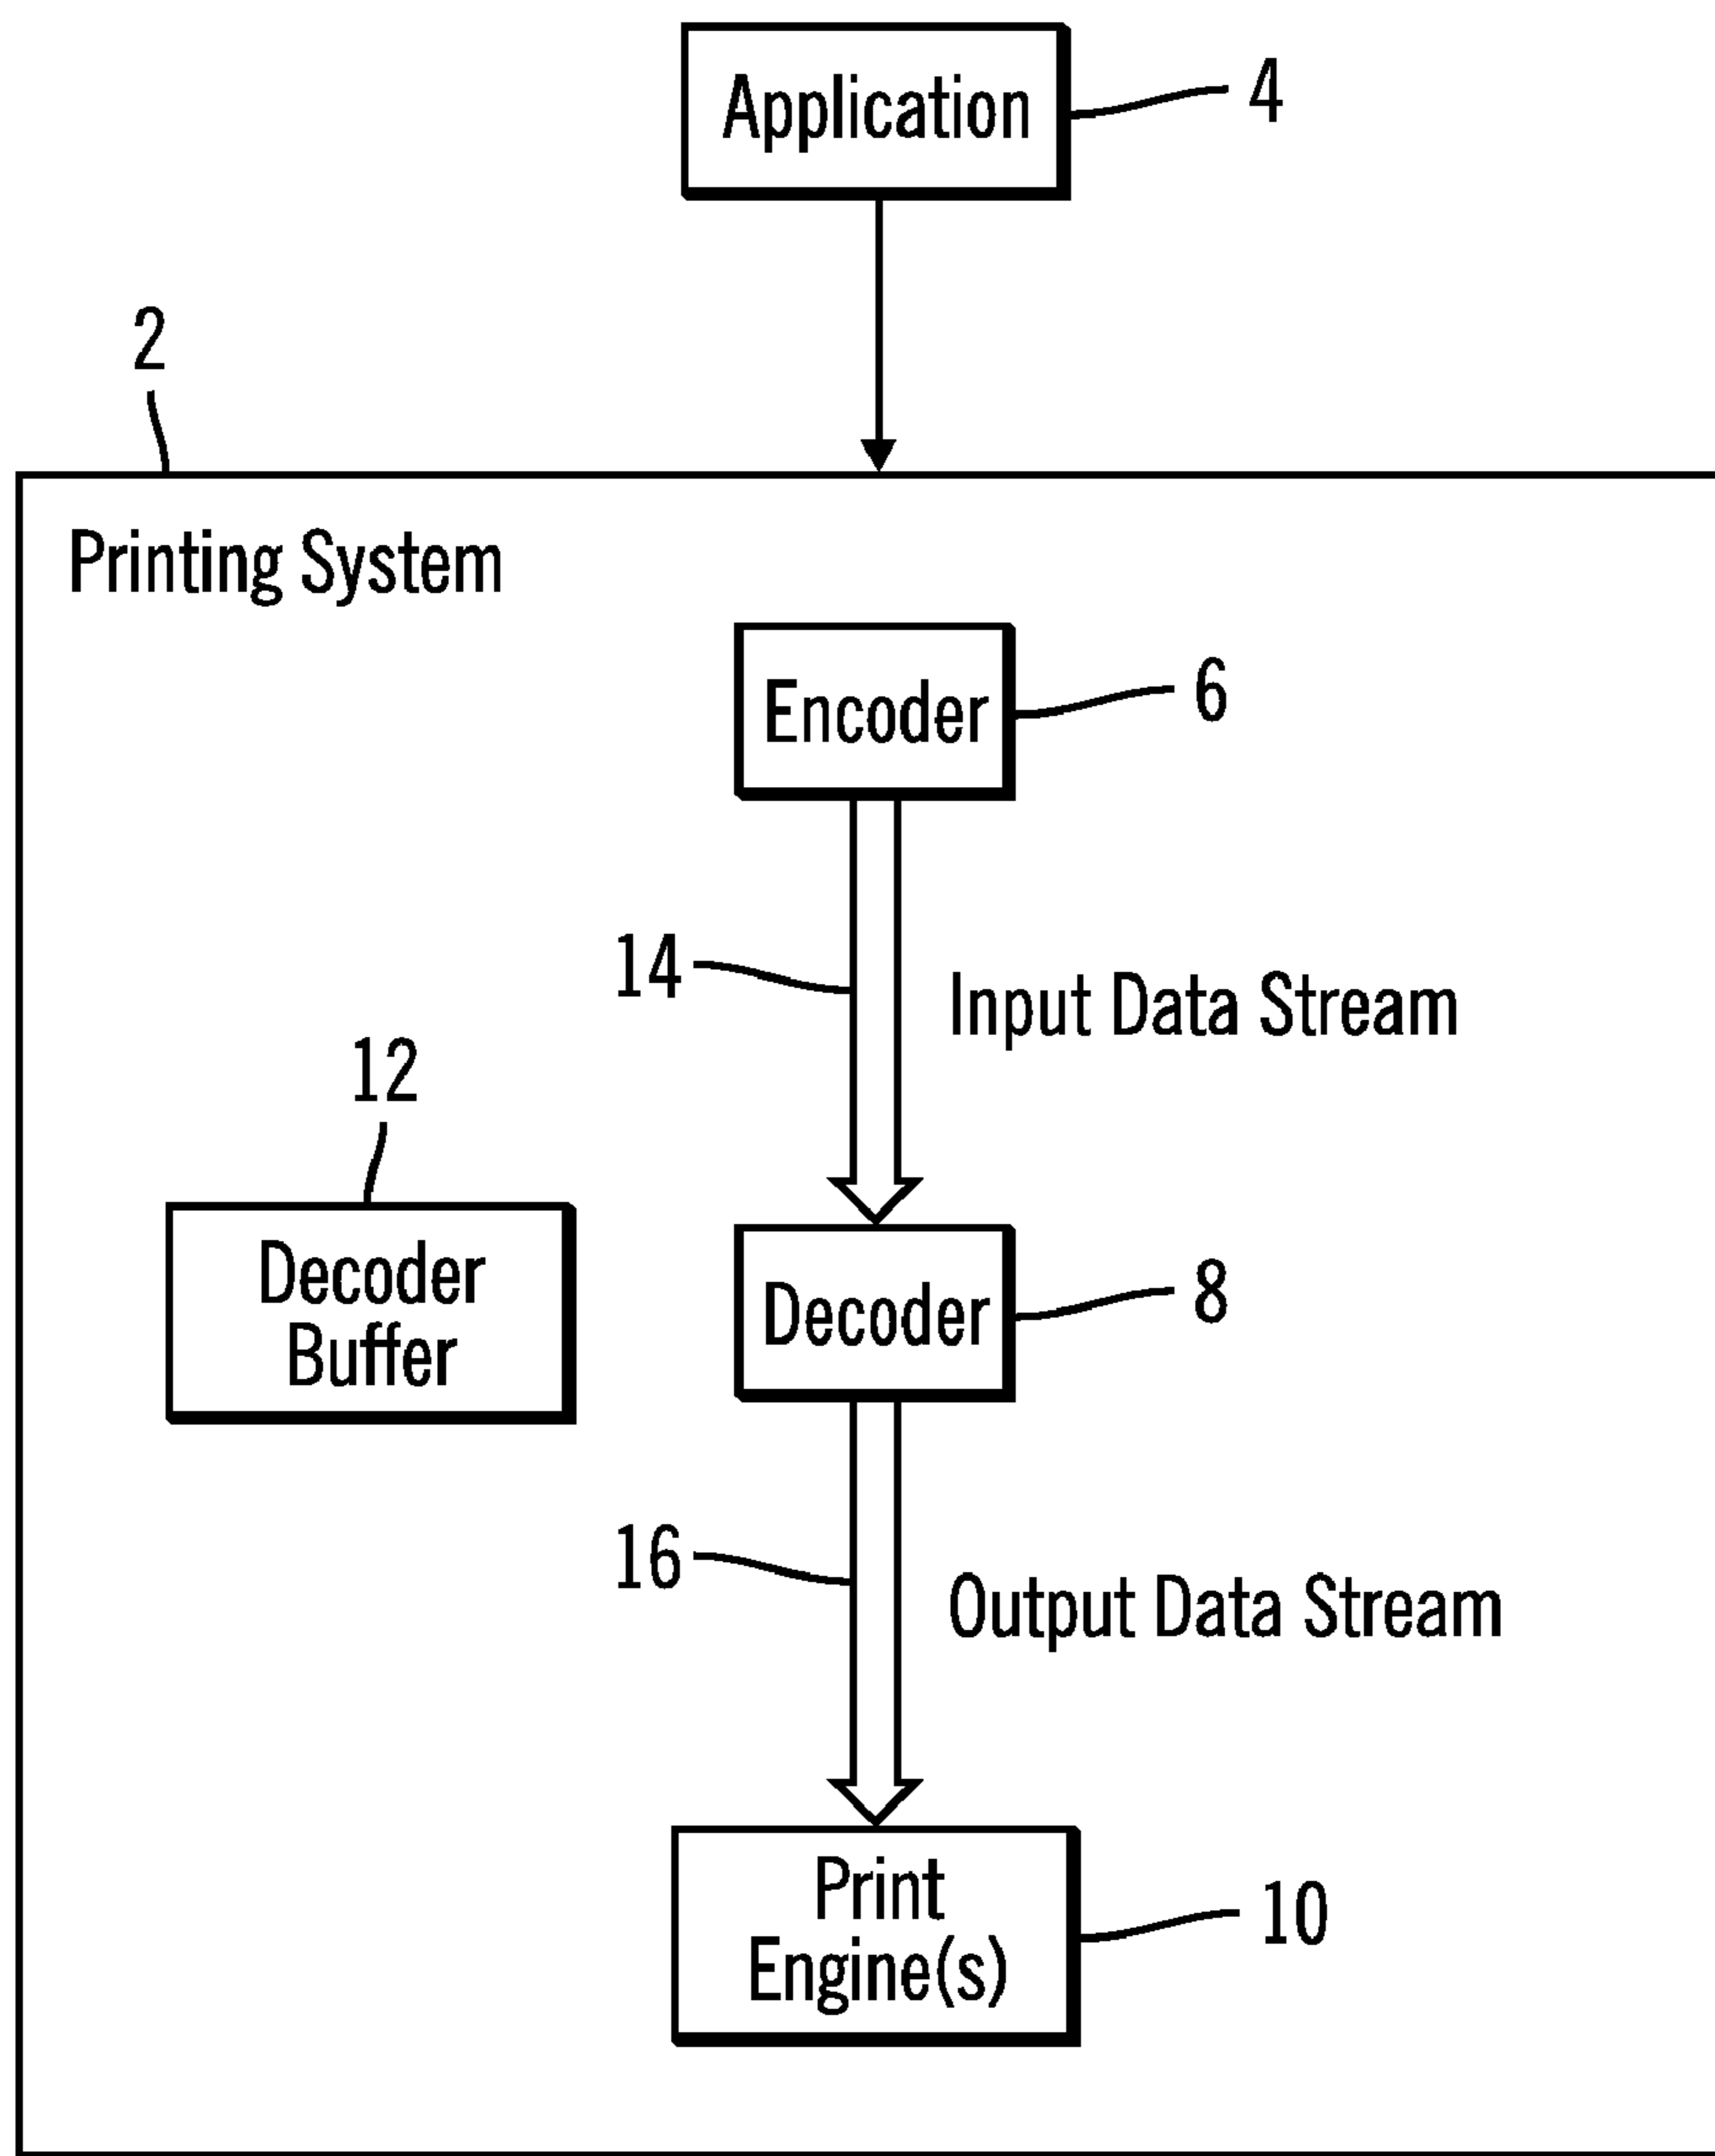 Application
4
2
Printing System
Encoder
6
14
Input Data Stream
12
Decoder
Buffer
Decoder
8
16
Output Data Stream
Print
Engine(s)
10